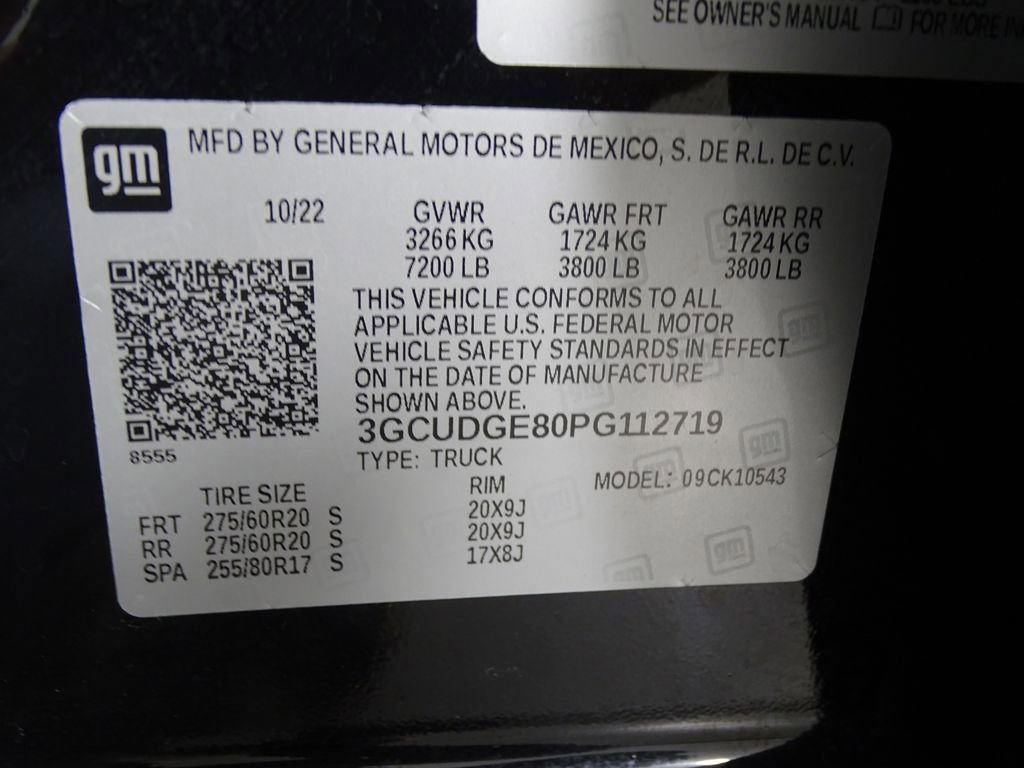 SEE OWNER'S MANUAL FOR MORE
gm
MFD BY GENERAL MOTORS DE MEXICO, S. DE R.L. DE C.V.
10/22 GVWR GAWR FRT GAWR RR
3266 KG 1724 KG 1724 KG
7200 LB 3800 LB 3800 LB
THIS VEHICLE CONFORMS TO ALL
APPLICABLE U.S. FEDERAL MOTOR
VEHICLE SAFETY STANDARDS IN EFFECT
ON THE DATE OF MANUFACTURE
SHOWN ABOVE.
3GCUDGE80PG112719
8555
TYPE: TRUCK
MODEL: 09CK10543
TIRE SIZE RIM
FRT 275/60R20 S 20X9J
RR 275/60R20 S 20X9J
SPA 255/80R17 S 17X8J